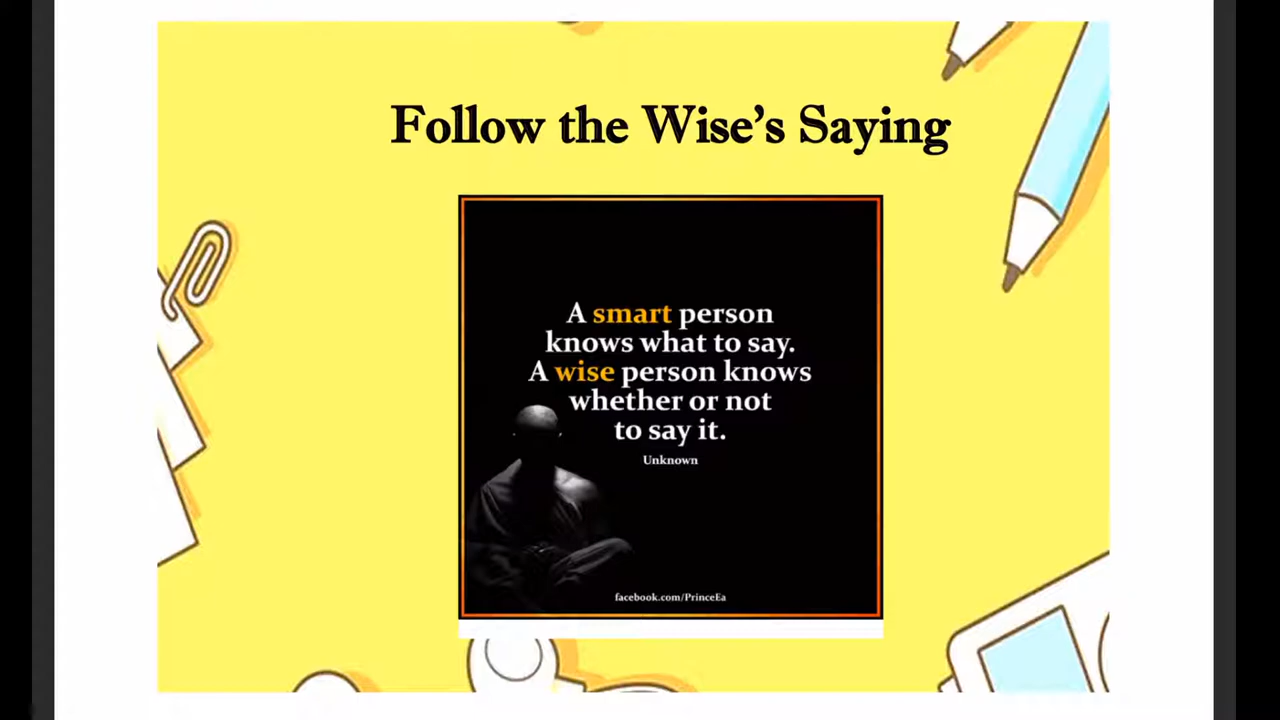 Follow the Wise’s Saying
A smart person
knows what to say.
A wise person knows
whether or not
to say it.
Unknown
facebook.com/PrinceEa